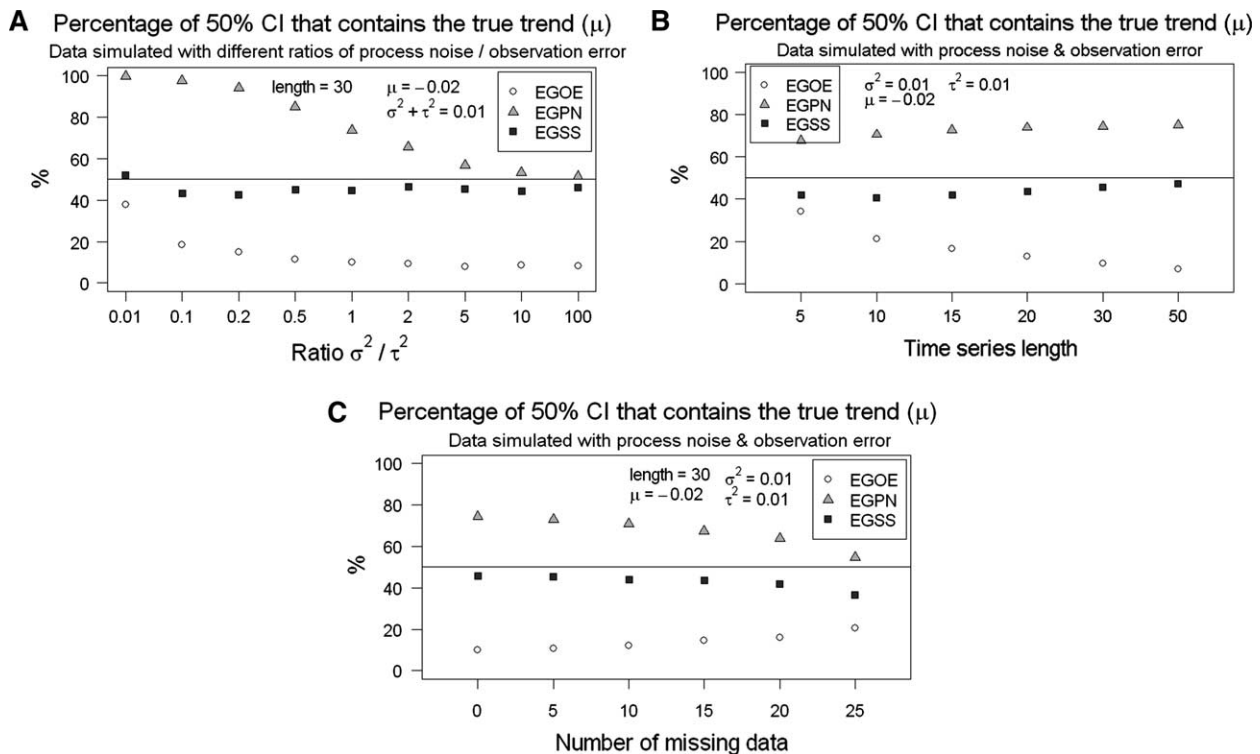 A
Percentage of 50% CI that contains the true trend (μ)
Data simulated with different ratios of process noise / observation error
length = 30
μ = −0.02
σ² + τ² = 0.01
EGOE
EGPN
EGSS
%
100
80
60
40
20
0
0.01 0.1 0.2 0.5 1 2 5 10 100
Ratio σ² / τ²
B
Percentage of 50% CI that contains the true trend (μ)
Data simulated with process noise & observation error
EGOE
EGPN
EGSS
σ² = 0.01 τ² = 0.01
μ = −0.02
%
100
80
60
40
20
0
5 10 15 20 30 50
Time series length
C
Percentage of 50% CI that contains the true trend (μ)
Data simulated with process noise & observation error
length = 30 σ² = 0.01
μ = −0.02 τ² = 0.01
EGOE
EGPN
EGSS
%
100
80
60
40
20
0
0 5 10 15 20 25
Number of missing data